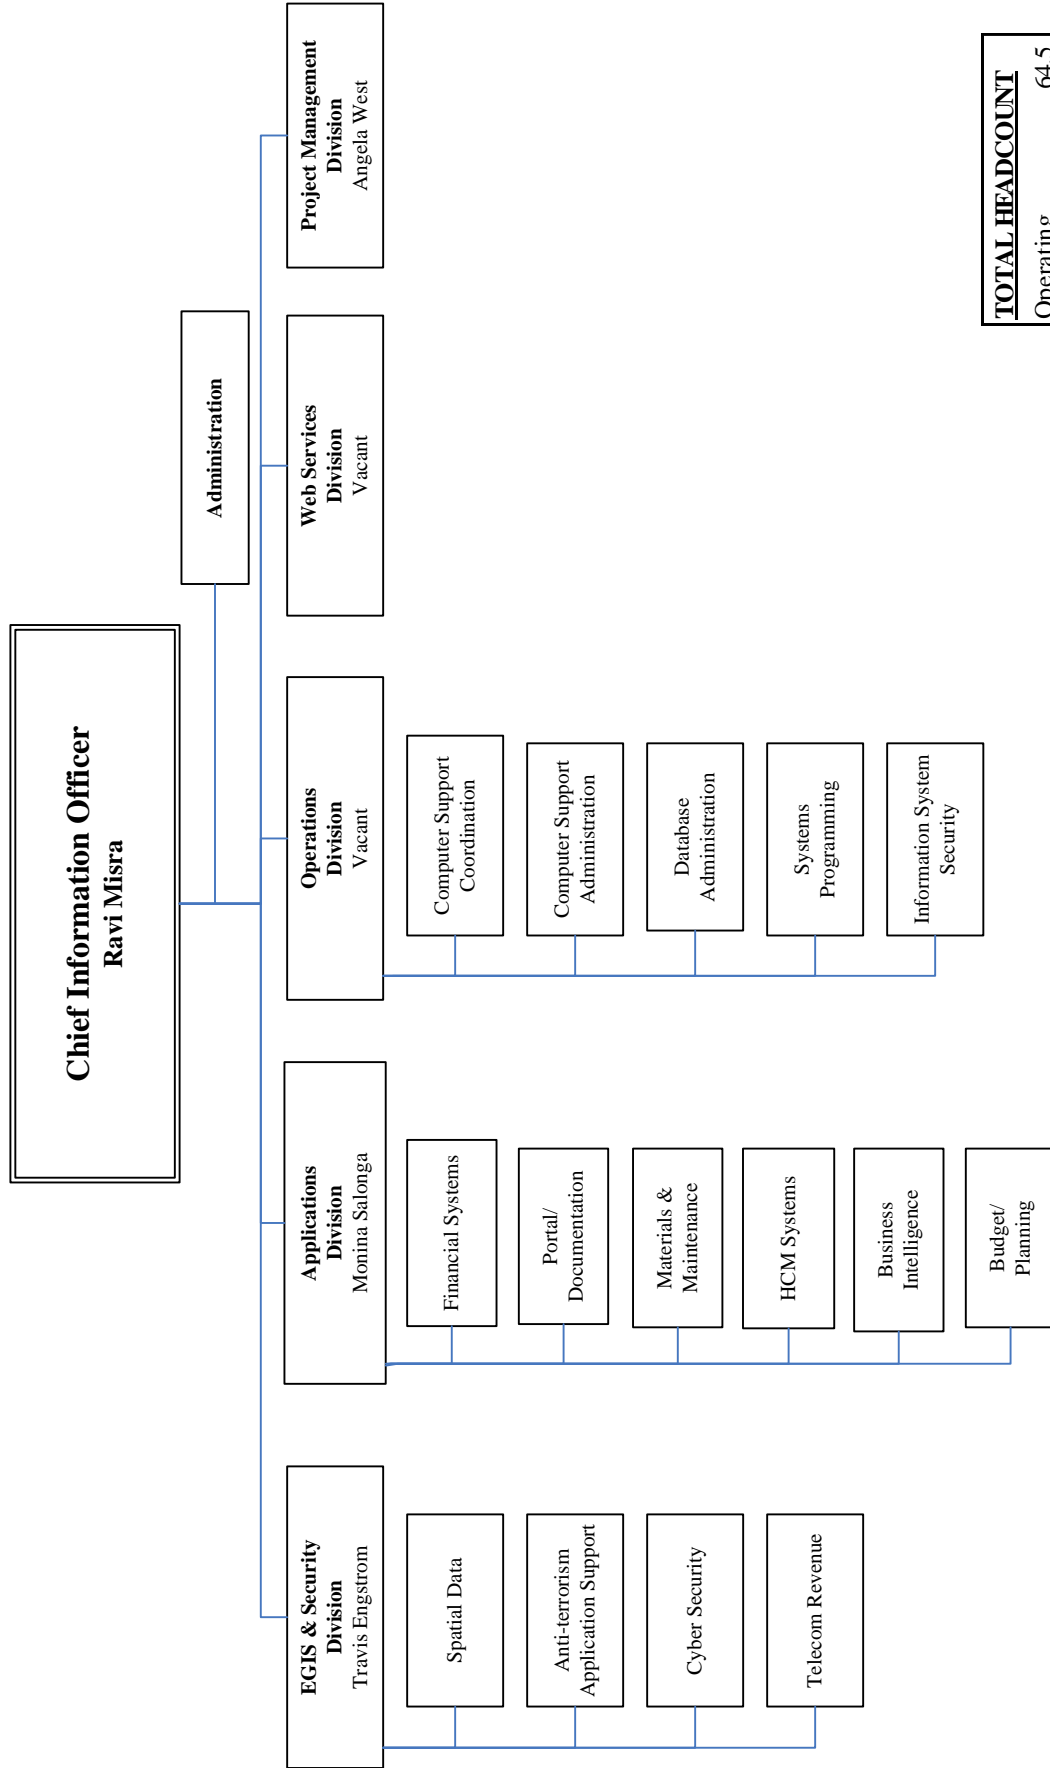 Chief Information Officer
Ravi Misra
Administration
EGIS & Security
Division
Travis Engstrom
Spatial Data
Anti-terrorism
Application Support
Cyber Security
Telecom Revenue
Applications
Division
Monina Salonga
Financial Systems
Portal/
Documentation
Materials &
Maintenance
HCM Systems
Business
Intelligence
Budget/
Planning
Operations
Division
Vacant
Computer Support
Coordination
Computer Support
Administration
Database
Administration
Systems
Programming
Information System
Security
Web Services
Division
Vacant
Project Management
Division
Angela West
TOTAL HEADCOUNT
Operating 64.5